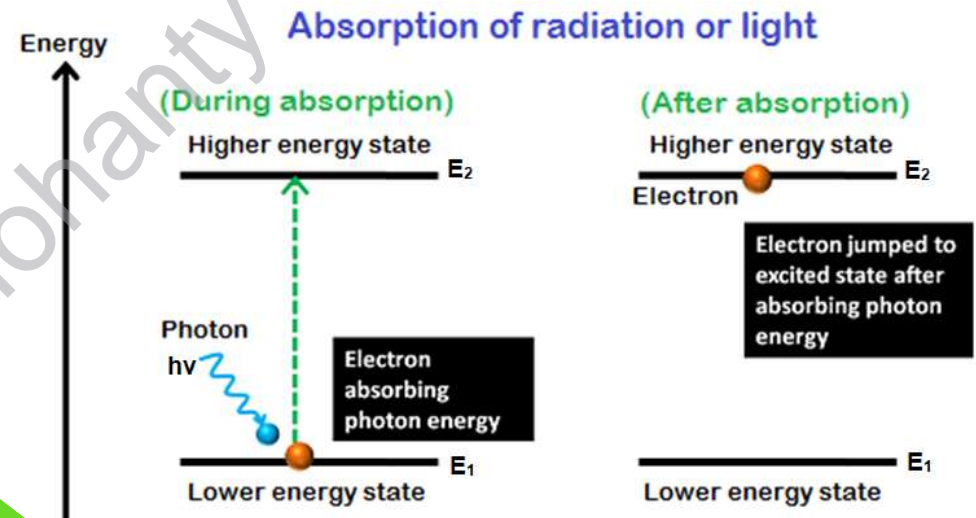 Absorption of radiation or light
Energy
(During absorption)
Higher energy state
E₂
Photon
hv
Electron
absorbing
photon energy
E₁
Lower energy state
(After absorption)
Higher energy state
E₂
Electron
Electron jumped to
excited state after
absorbing photon
energy
E₁
Lower energy state